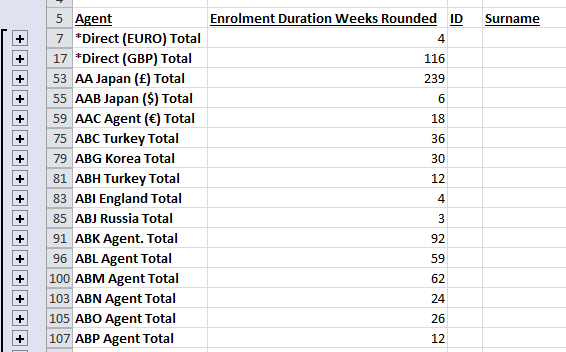 5 Agent Enrolment Duration Weeks Rounded ID Surname
7 *Direct (EURO) Total 4
17 *Direct (GBP) Total 116
53 AA Japan (£) Total 239
55 AAB Japan ($) Total 6
59 AAC Agent (€) Total 18
75 ABC Turkey Total 36
79 ABG Korea Total 30
81 ABH Turkey Total 12
83 ABI England Total 4
85 ABJ Russia Total 3
91 ABK Agent. Total 92
96 ABL Agent Total 59
100 ABM Agent Total 62
103 ABN Agent Total 24
105 ABO Agent Total 26
107 ABP Agent Total 12